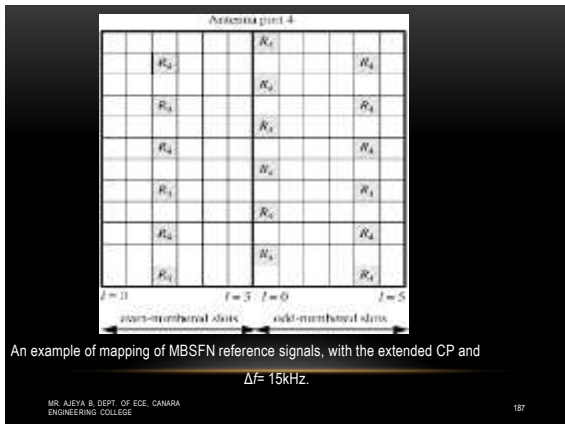 Antenna port 4
R₄
R₄ R₄
R₄
R₄ R₄
R₄
R₄ R₄
R₄
R₄ R₄
R₄
R₄ R₄
R₄
R₄ R₄
l = 0 l = 5 l = 0 l = 5
even-numbered slots odd-numbered slots
An example of mapping of MBSFN reference signals, with the extended CP and
Δf= 15kHz.
MR. AJEYA B, DEPT. OF ECE, CANARA
ENGINEERING COLLEGE
187